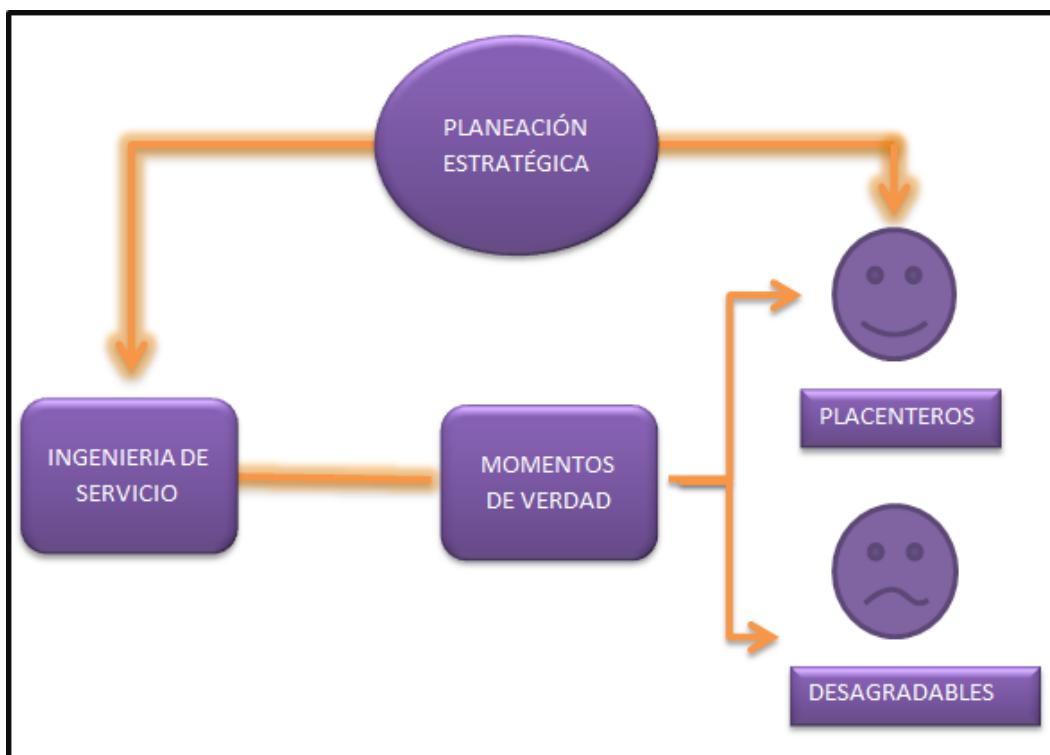 PLANEACIÓN
ESTRATÉGICA
INGENIERIA DE
SERVICIO
MOMENTOS
DE VERDAD
PLACENTEROS
DESAGRADABLES